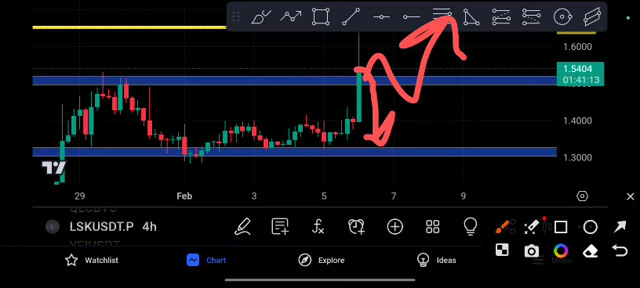 1.6000
1.5404
01:41:13
1.4000
1.3000
TV
29 Feb 3 5 7 9
LSKUSDT.P 4h
Watchlist Chart Explore Ideas